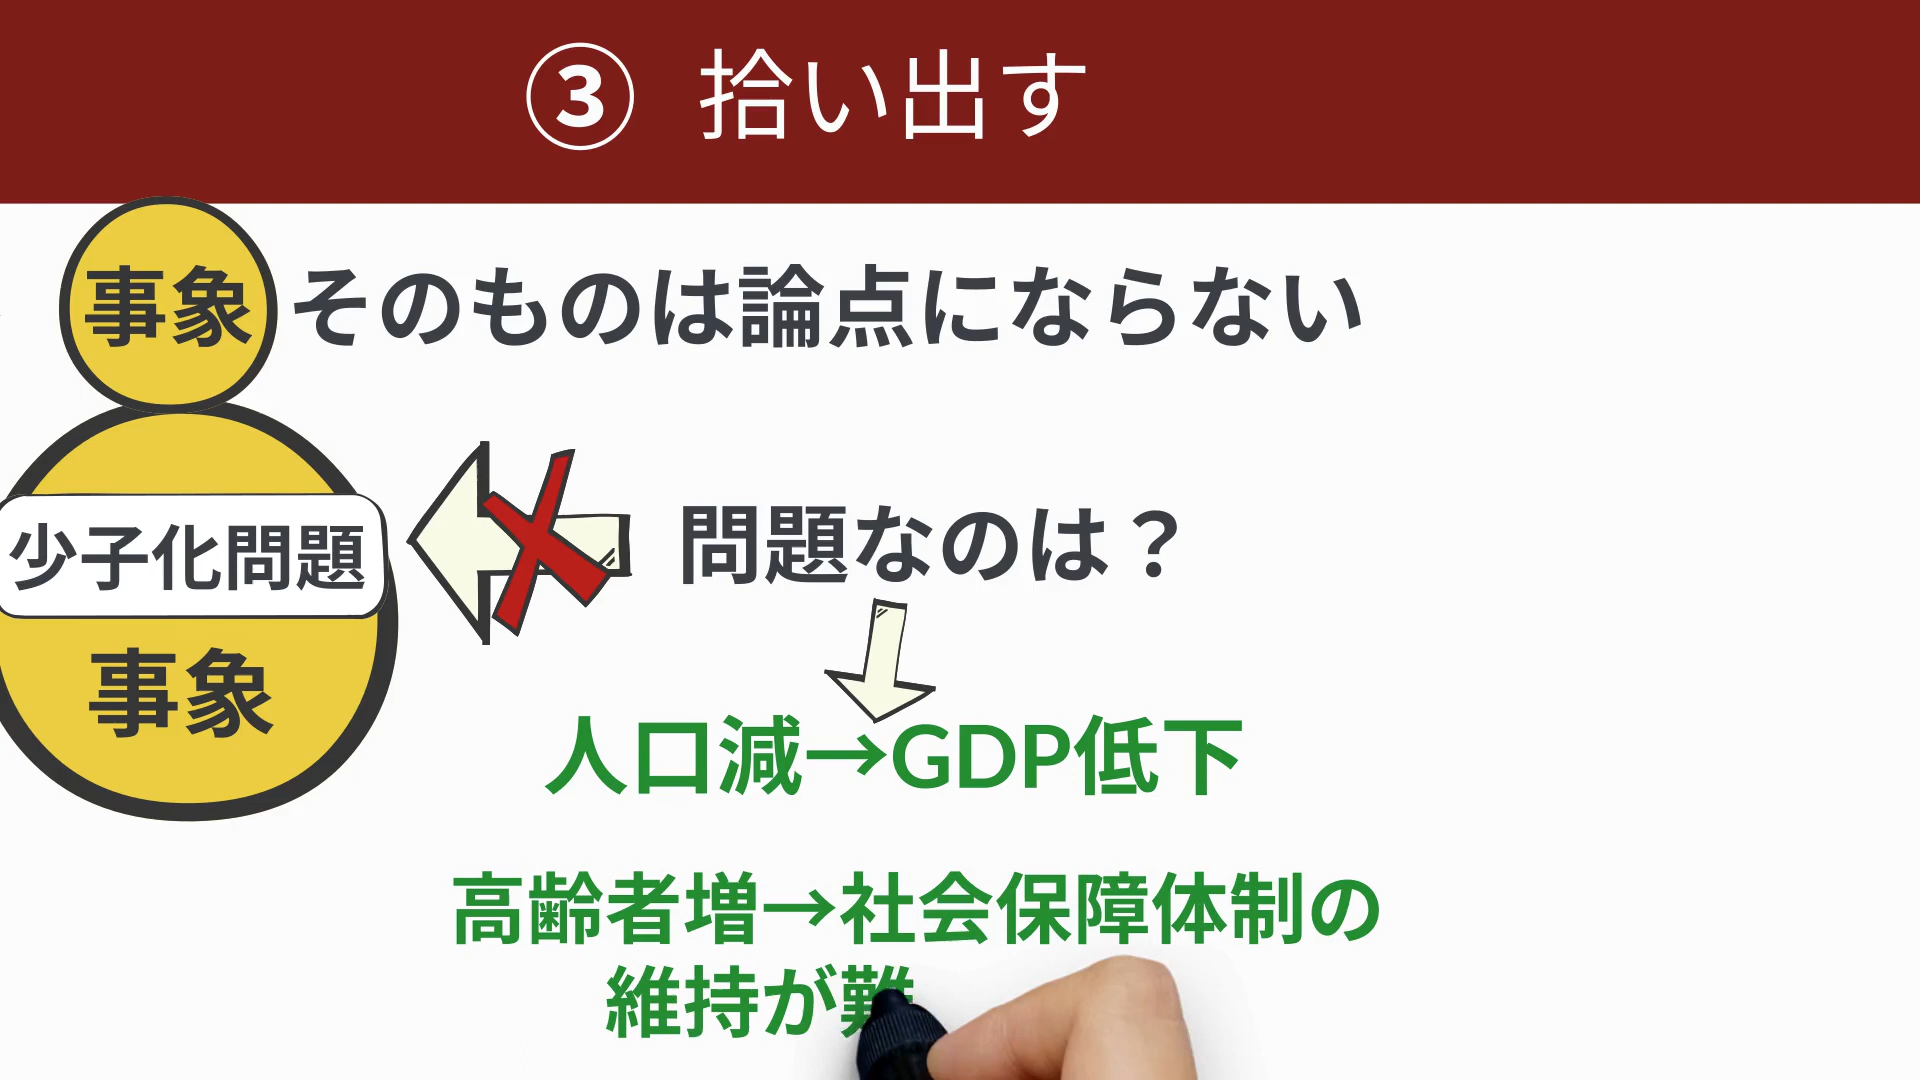 ③ 拾い出す
事象 そのものは論点にならない
少子化問題
事象
問題なのは？
人口減→GDP低下
高齢者増→社会保障体制の
維持が難